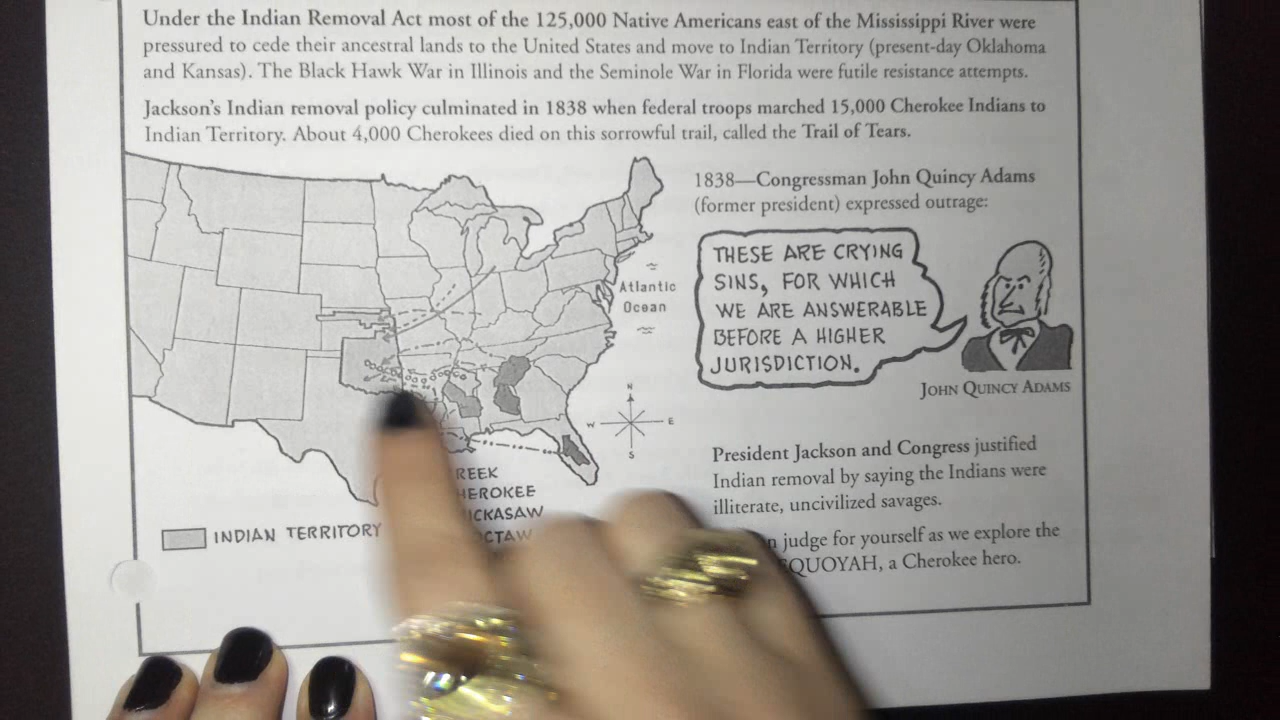 Under the Indian Removal Act most of the 125,000 Native Americans east of the Mississippi River were
pressured to cede their ancestral lands to the United States and move to Indian Territory (present-day Oklahoma
and Kansas). The Black Hawk War in Illinois and the Seminole War in Florida were futile resistance attempts.
Jackson's Indian removal policy culminated in 1838 when federal troops marched 15,000 Cherokee Indians to
Indian Territory. About 4,000 Cherokees died on this sorrowful trail, called the Trail of Tears.
1838—Congressman John Quincy Adams
(former president) expressed outrage:
THESE ARE CRYING
SINS, FOR WHICH
WE ARE ANSWERABLE
BEFORE A HIGHER
JURISDICTION.
JOHN QUINCY ADAMS
Atlantic
Ocean
N
W E
S
REEK
HEROKEE
ICKASAW
OCTAW
INDIAN TERRITORY
President Jackson and Congress justified
Indian removal by saying the Indians were
illiterate, uncivilized savages.
n judge for yourself as we explore the
QUOYAH, a Cherokee hero.